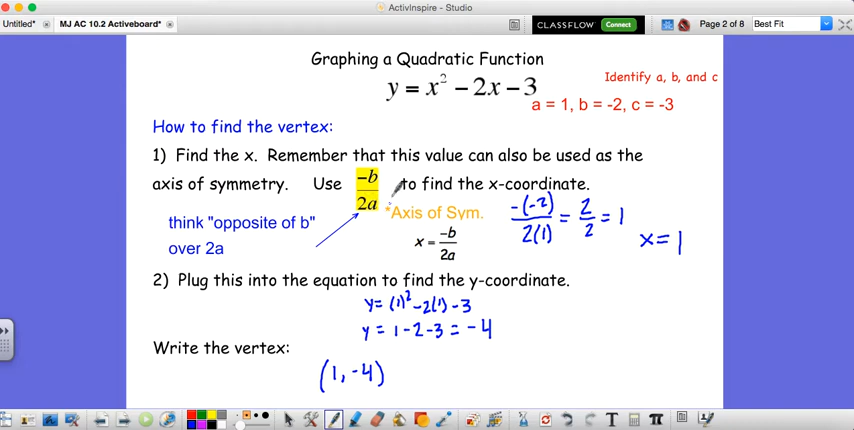 ActivInspire - Studio
Untitled*
MJ AC 10.2 Activeboard*
CLASSFLOW
Connect
Page 2 of 8
Best Fit
Graphing a Quadratic Function
y = x² − 2x − 3
Identify a, b, and c
a = 1, b = -2, c = -3
How to find the vertex:
1) Find the x. Remember that this value can also be used as the
axis of symmetry. Use −b/2a to find the x-coordinate.
think "opposite of b"
over 2a
*Axis of Sym.
x = −b/2a
-(-2)/2(1) = 2/2 = 1
x = 1
2) Plug this into the equation to find the y-coordinate.
y = (1)² - 2(1) - 3
y = 1 - 2 - 3 = -4
Write the vertex:
(1, -4)